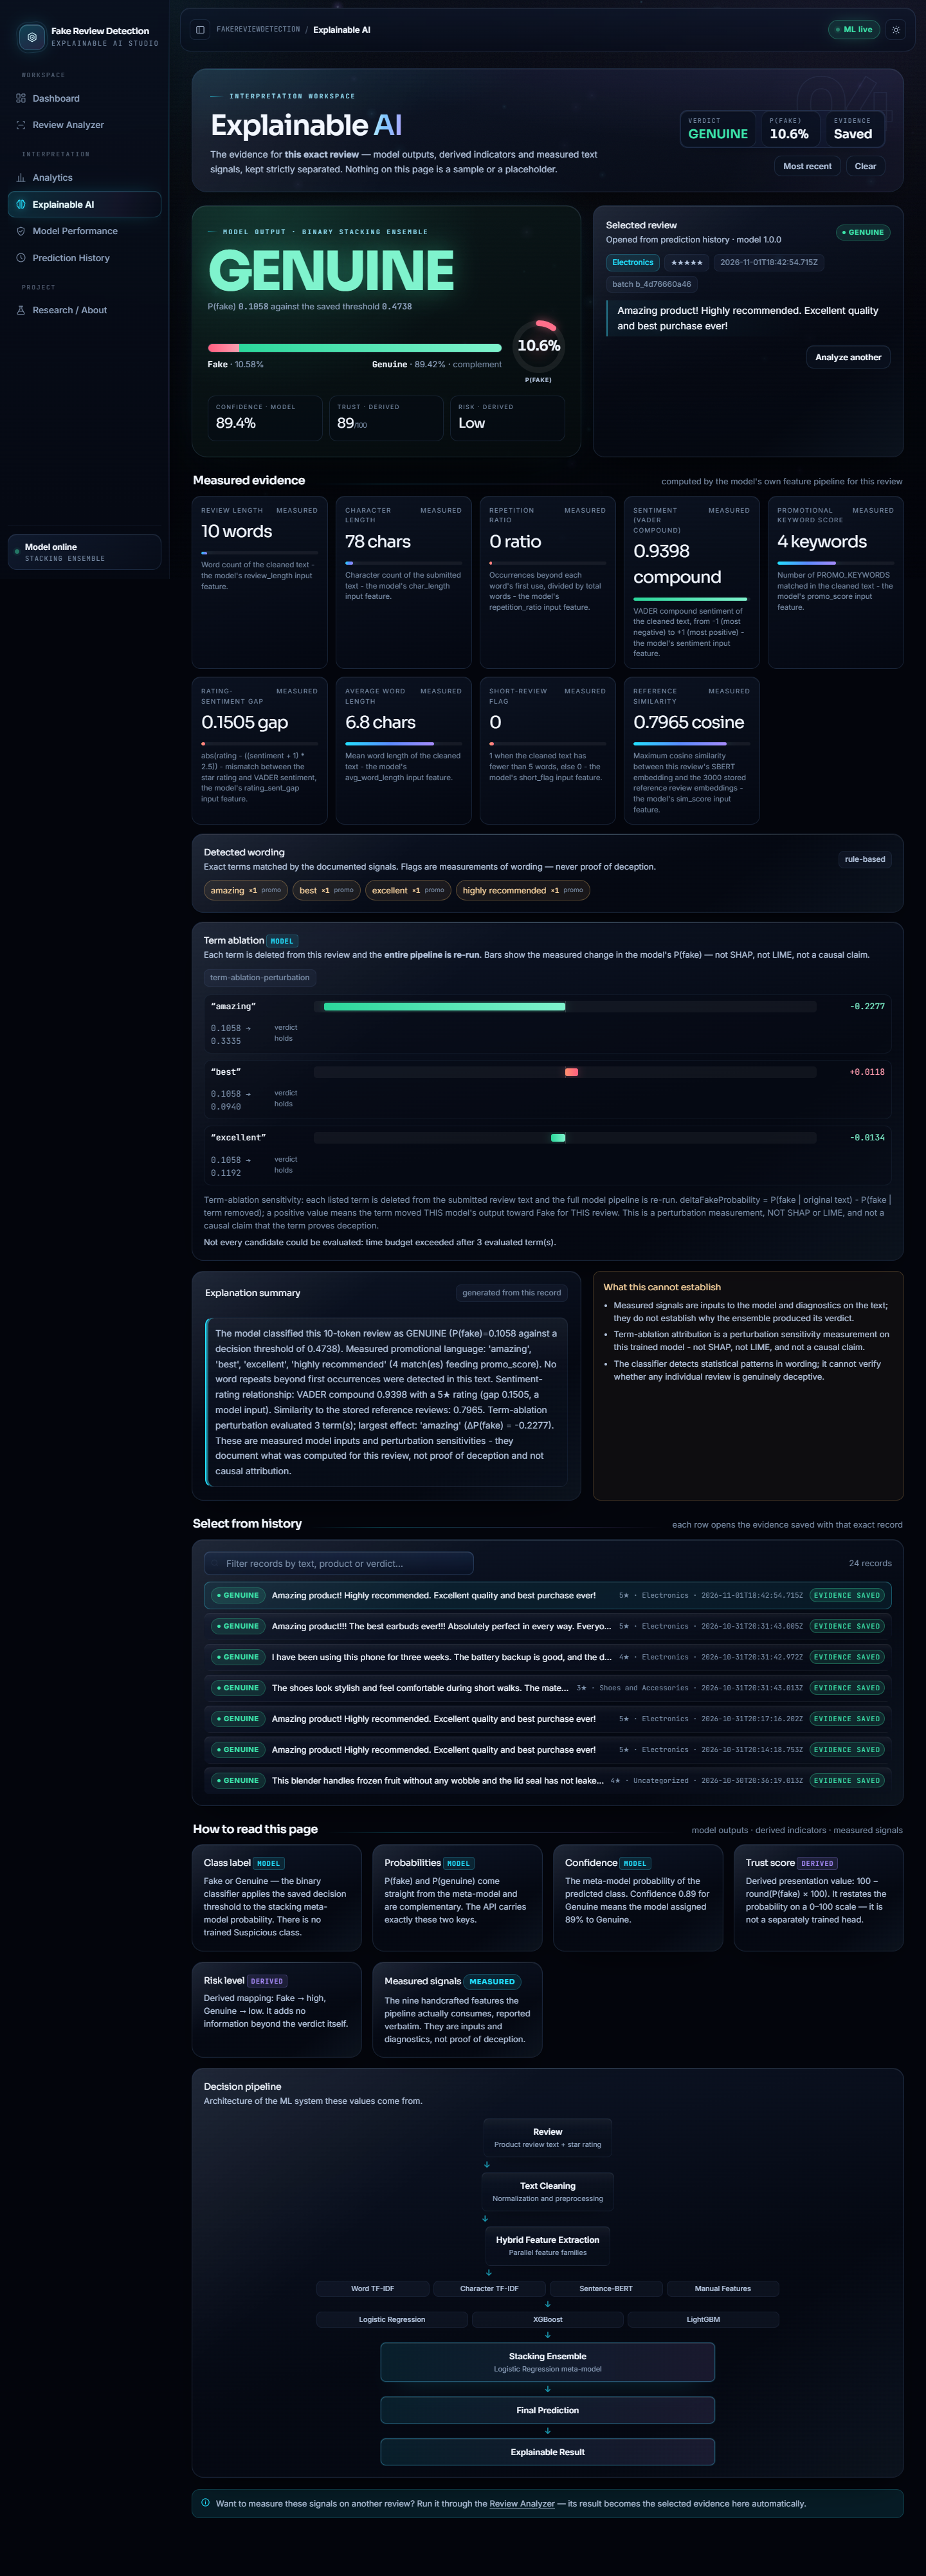 Fake Review Detection
EXPLAINABLE AI STUDIO
WORKSPACE
Dashboard
Review Analyzer
INTERPRETATION
Analytics
Explainable AI
Model Performance
Prediction History
PROJECT
Research / About
Model online
STACKING ENSEMBLE
FAKEREVIEWDETECTION / Explainable AI
ML live
INTERPRETATION WORKSPACE
Explainable AI
The evidence for this exact review — model outputs, derived indicators and measured text
signals, kept strictly separated. Nothing on this page is a sample or a placeholder.
04
VERDICT
GENUINE
P(FAKE)
10.6%
EVIDENCE
Saved
Most recent
Clear
MODEL OUTPUT · BINARY STACKING ENSEMBLE
GENUINE
P(fake) 0.1058 against the saved threshold 0.4738
Fake · 10.58%
Genuine · 89.42% · complement
10.6%
P(FAKE)
CONFIDENCE · MODEL
89.4%
TRUST · DERIVED
89/100
RISK · DERIVED
Low
Selected review
Opened from prediction history · model 1.0.0
GENUINE
Electronics
★★★★★
2026-11-01T18:42:54.715Z
batch b_4d76660a46
Amazing product! Highly recommended. Excellent quality
and best purchase ever!
Analyze another
Measured evidence
computed by the model's own feature pipeline for this review
REVIEW LENGTH
MEASURED
10 words
Word count of the cleaned text -
the model's review_length input
feature.
CHARACTER
LENGTH
MEASURED
78 chars
Character count of the submitted
text - the model's char_length
input feature.
REPETITION
RATIO
MEASURED
0 ratio
Occurrences beyond each
word's first use, divided by total
words - the model's
repetition_ratio input feature.
SENTIMENT
(VADER
COMPOUND)
MEASURED
0.9398
compound
VADER compound sentiment of
the cleaned text, from -1 (most
negative) to +1 (most positive) -
the model's sentiment input
feature.
PROMOTIONAL
KEYWORD SCORE
MEASURED
4 keywords
Number of PROMO_KEYWORDS
matched in the cleaned text - the
model's promo_score input
feature.
RATING-
SENTIMENT GAP
MEASURED
0.1505 gap
abs(rating - ((sentiment + 1) *
2.5)) - mismatch between the
star rating and VADER sentiment,
the model's rating_sent_gap
input feature.
AVERAGE WORD
LENGTH
MEASURED
6.8 chars
Mean word length of the cleaned
text - the model's
avg_word_length input feature.
SHORT-REVIEW
FLAG
MEASURED
0
1 when the cleaned text has
fewer than 5 words, else 0 - the
model's short_flag input feature.
REFERENCE
SIMILARITY
MEASURED
0.7965 cosine
Maximum cosine similarity
between this review's SBERT
embedding and the 3000 stored
reference review embeddings -
the model's sim_score input
feature.
Detected wording
Exact terms matched by the documented signals. Flags are measurements of wording — never proof of deception.
rule-based
amazing ×1 promo
best ×1 promo
excellent ×1 promo
highly recommended ×1 promo
Term ablation MODEL
Each term is deleted from this review and the entire pipeline is re-run. Bars show the measured change in the model's P(fake) — not SHAP, not LIME, not a causal claim.
term-ablation-perturbation
"amazing"
-0.2277
0.1058 →
0.3335
verdict
holds
"best"
+0.0118
0.1058 →
0.0940
verdict
holds
"excellent"
-0.0134
0.1058 →
0.1192
verdict
holds
Term-ablation sensitivity: each listed term is deleted from the submitted review text and the full model pipeline is re-run. deltaFakeProbability = P(fake | original text) - P(fake |
term removed); a positive value means the term moved THIS model's output toward Fake for THIS review. This is a perturbation measurement, NOT SHAP or LIME, and not a
causal claim that the term proves deception.
Not every candidate could be evaluated: time budget exceeded after 3 evaluated term(s).
Explanation summary
generated from this record
The model classified this 10-token review as GENUINE (P(fake)=0.1058 against a
decision threshold of 0.4738). Measured promotional language: 'amazing',
'best', 'excellent', 'highly recommended' (4 match(es) feeding promo_score). No
word repeats beyond first occurrences were detected in this text. Sentiment-
rating relationship: VADER compound 0.9398 with a 5★ rating (gap 0.1505, a
model input). Similarity to the stored reference reviews: 0.7965. Term-ablation
perturbation evaluated 3 term(s); largest effect: 'amazing' (ΔP(fake) = -0.2277).
These are measured model inputs and perturbation sensitivities - they
document what was computed for this review, not proof of deception and not
causal attribution.
What this cannot establish
• Measured signals are inputs to the model and diagnostics on the text;
they do not establish why the ensemble produced its verdict.
• Term-ablation attribution is a perturbation sensitivity measurement on
this trained model - not SHAP, not LIME, and not a causal claim.
• The classifier detects statistical patterns in wording; it cannot verify
whether any individual review is genuinely deceptive.
Select from history
each row opens the evidence saved with that exact record
Filter records by text, product or verdict...
24 records
GENUINE Amazing product! Highly recommended. Excellent quality and best purchase ever! 5★ · Electronics · 2026-11-01T18:42:54.715Z EVIDENCE SAVED
GENUINE Amazing product!!! The best earbuds ever!!! Absolutely perfect in every way. Everyo... 5★ · Electronics · 2026-10-31T20:31:43.005Z EVIDENCE SAVED
GENUINE I have been using this phone for three weeks. The battery backup is good, and the d... 4★ · Electronics · 2026-10-31T20:31:42.972Z EVIDENCE SAVED
GENUINE The shoes look stylish and feel comfortable during short walks. The mate... 3★ · Shoes and Accessories · 2026-10-31T20:31:43.013Z EVIDENCE SAVED
GENUINE Amazing product! Highly recommended. Excellent quality and best purchase ever! 5★ · Electronics · 2026-10-31T20:17:16.202Z EVIDENCE SAVED
GENUINE Amazing product! Highly recommended. Excellent quality and best purchase ever! 5★ · Electronics · 2026-10-31T20:14:18.753Z EVIDENCE SAVED
GENUINE This blender handles frozen fruit without any wobble and the lid seal has not leake... 4★ · Uncategorized · 2026-10-30T20:36:19.013Z EVIDENCE SAVED
How to read this page
model outputs · derived indicators · measured signals
Class label MODEL
Fake or Genuine — the binary
classifier applies the saved decision
threshold to the stacking meta-
model probability. There is no
trained Suspicious class.
Probabilities MODEL
P(fake) and P(genuine) come
straight from the meta-model and
are complementary. The API carries
exactly these two keys.
Confidence MODEL
The meta-model probability of the
predicted class. Confidence 0.89 for
Genuine means the model assigned
89% to Genuine.
Trust score DERIVED
Derived presentation value: 100 −
round(P(fake) × 100). It restates the
probability on a 0–100 scale — it is
not a separately trained head.
Risk level DERIVED
Derived mapping: Fake → high,
Genuine → low. It adds no
information beyond the verdict itself.
Measured signals MEASURED
The nine handcrafted features the
pipeline actually consumes, reported
verbatim. They are inputs and
diagnostics, not proof of deception.
Decision pipeline
Architecture of the ML system these values come from.
Review
Product review text + star rating
↓
Text Cleaning
Normalization and preprocessing
↓
Hybrid Feature Extraction
Parallel feature families
↓
Word TF-IDF
Character TF-IDF
Sentence-BERT
Manual Features
↓
Logistic Regression
XGBoost
LightGBM
↓
Stacking Ensemble
Logistic Regression meta-model
↓
Final Prediction
↓
Explainable Result
Want to measure these signals on another review? Run it through the Review Analyzer — its result becomes the selected evidence here automatically.